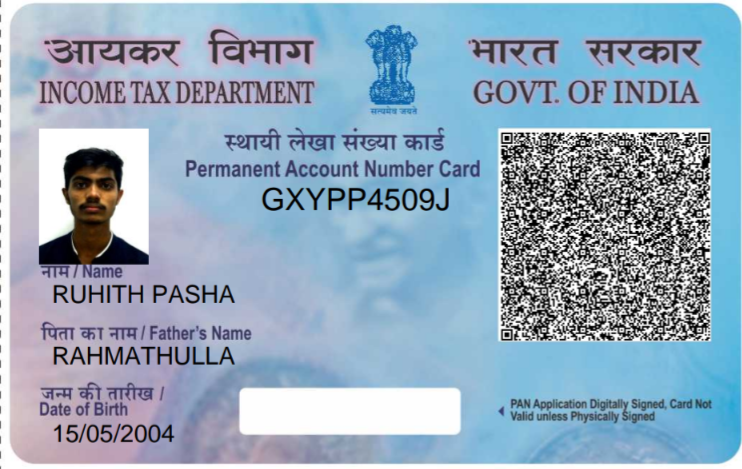 आयकर विभाग
INCOME TAX DEPARTMENT
सत्यमेव जयते
भारत सरकार
GOVT. OF INDIA
स्थायी लेखा संख्या कार्ड
Permanent Account Number Card
GXYPP4509J
नाम / Name
RUHITH PASHA
पिता का नाम / Father's Name
RAHMATHULLA
जन्म की तारीख /
Date of Birth
15/05/2004
PAN Application Digitally Signed, Card Not
Valid unless Physically Signed